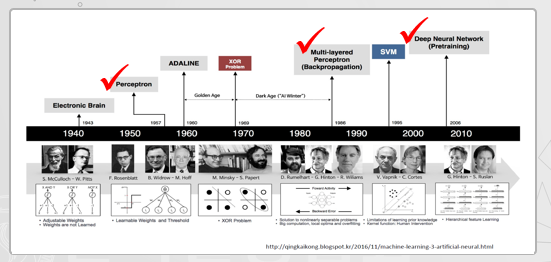 Deep Neural Network
(Pretraining)
Multi-layered
Perceptron
(Backpropagation)
SVM
ADALINE
XOR
Problem
Perceptron
Golden Age
Dark Age ("AI Winter")
Electronic Brain
1943
1957
1960
1969
1986
1995
2006
1940
1950
1960
1970
1980
1990
2000
2010
S. McCulloch – W. Pitts
F. Rosenblatt
B. Widrow – M. Hoff
M. Minsky – S. Papert
D. Rumelhart – G. Hinton – R. Wiliams
V. Vapnik – C. Cortes
G. Hinton – S. Ruslan
X AND Y
X OR Y
NOT X
Foward Activity
Backward Error
• Adjustable Weights
• Weights are not Learned
• Learnable Weights and Threshold
• XOR Problem
• Solution to nonlinearly separable problems
• Big computation, local optima and overfitting
• Limitations of learning prior knowledge
• Kernel function: Human Intervention
• Hierarchical feature Learning
http://qingkaikong.blogspot.kr/2016/11/machine-learning-3-artificial-neural.html